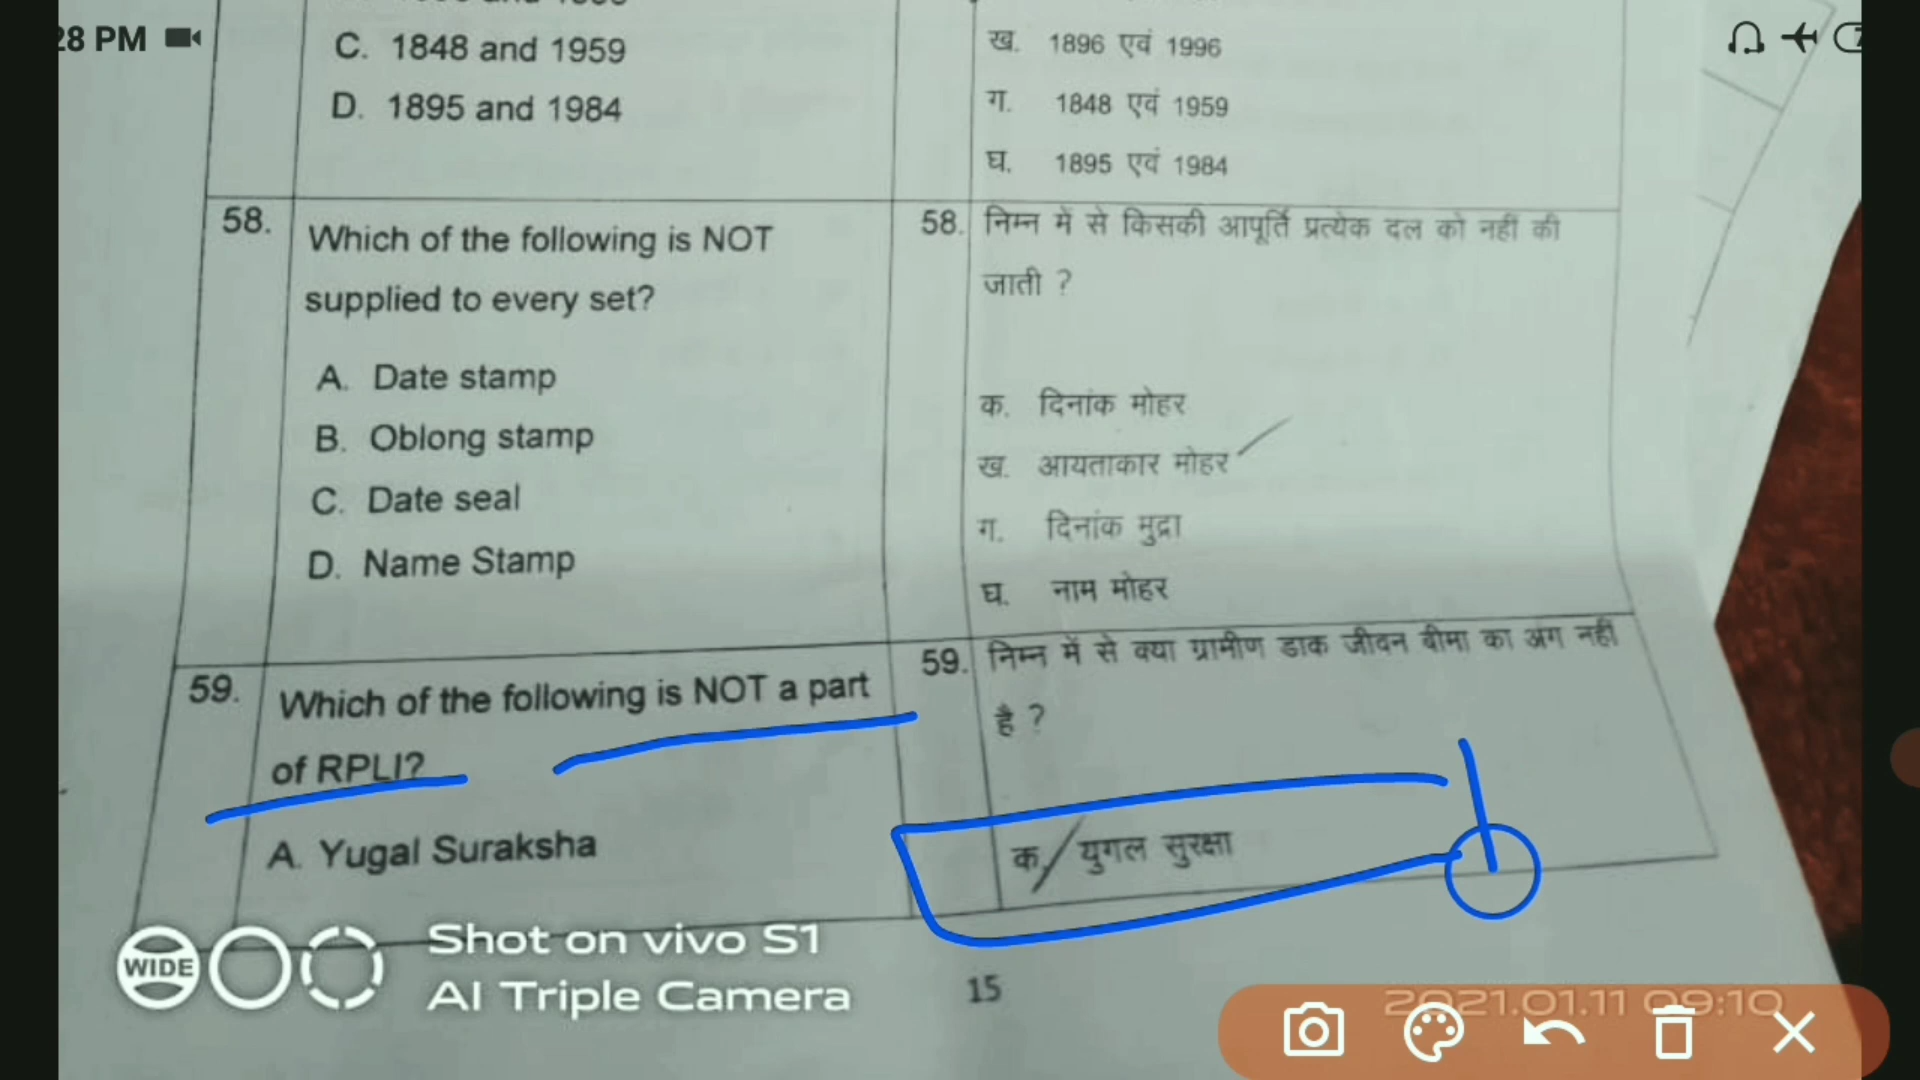 28 PM
C. 1848 and 1959
D. 1895 and 1984
ख. 1896 एवं 1996
ग. 1848 एवं 1959
घ. 1895 एवं 1984
58. Which of the following is NOT
supplied to every set?
A. Date stamp
B. Oblong stamp
C. Date seal
D. Name Stamp
58. निम्न में से किसकी आपूर्ति प्रत्येक दल को नहीं की
जाती ?
क. दिनांक मोहर
ख. आयताकार मोहर
ग. दिनांक मुद्रा
घ. नाम मोहर
59. Which of the following is NOT a part
of RPLI?
A. Yugal Suraksha
59. निम्न में से क्या ग्रामीण डाक जीवन बीमा का अंग नहीं
है ?
क. युगल सुरक्षा
WIDE
Shot on vivo S1
AI Triple Camera
15
2021.01.11 09:10